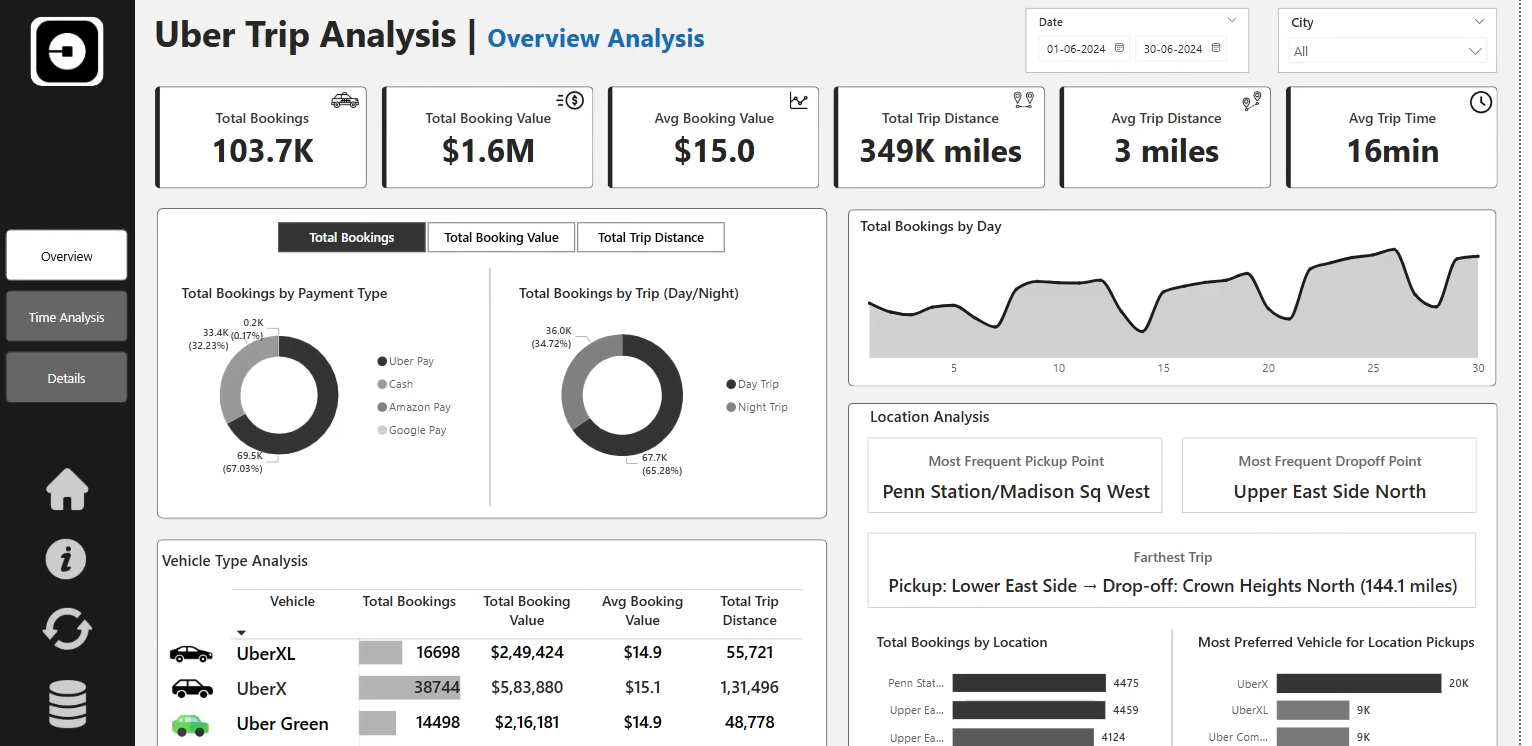 Uber Trip Analysis | Overview Analysis
Date
01-06-2024 30-06-2024
City
All
Total Bookings
103.7K
Total Booking Value
$1.6M
Avg Booking Value
$15.0
Total Trip Distance
349K miles
Avg Trip Distance
3 miles
Avg Trip Time
16min
Overview
Time Analysis
Details
Total Bookings Total Booking Value Total Trip Distance
Total Bookings by Payment Type
0.2K
(0.17%)
33.4K
(32.23%)
69.5K
(67.03%)
Uber Pay
Cash
Amazon Pay
Google Pay
Total Bookings by Trip (Day/Night)
36.0K
(34.72%)
67.7K
(65.28%)
Day Trip
Night Trip
Total Bookings by Day
5 10 15 20 25 30
Vehicle Type Analysis
Vehicle Total Bookings Total Booking Value Avg Booking Value Total Trip Distance
UberXL 16698 $2,49,424 $14.9 55,721
UberX 38744 $5,83,880 $15.1 1,31,496
Uber Green 14498 $2,16,181 $14.9 48,778
Location Analysis
Most Frequent Pickup Point
Penn Station/Madison Sq West
Most Frequent Dropoff Point
Upper East Side North
Farthest Trip
Pickup: Lower East Side → Drop-off: Crown Heights North (144.1 miles)
Total Bookings by Location
Penn Stat... 4475
Upper Ea... 4459
Upper Ea... 4124
Most Preferred Vehicle for Location Pickups
UberX 20K
UberXL 9K
Uber Com... 9K